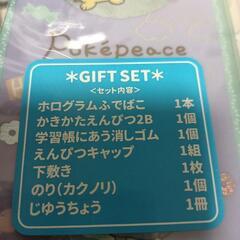 Poképeace
＊GIFT SET＊
<セット内容>
ホログラムふでばこ 1本
かきかたえんぴつ2B 1個
学習帳にあう消しゴム 1個
えんぴつキャップ 1組
下敷き 1枚
のり(カクノリ) 1個
じゆうちょう 1冊